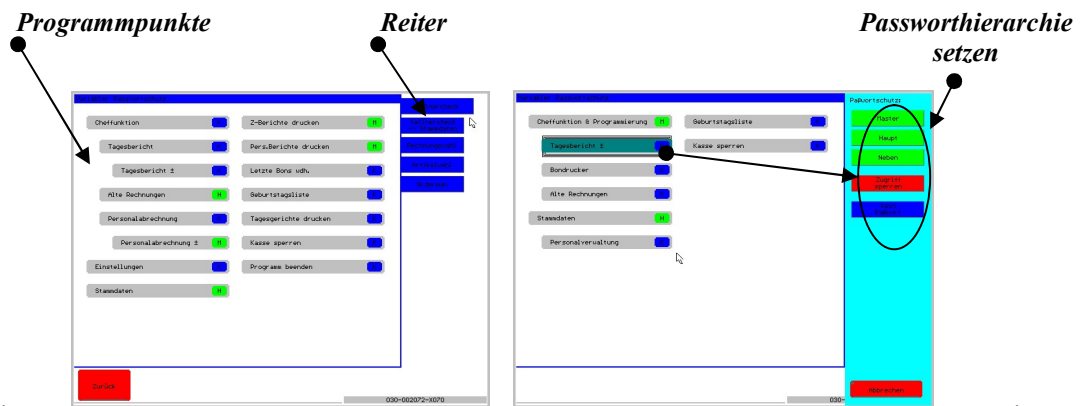 Programmpunkte
Reiter
Passworthierarchie
setzen
Cheffunktion
Tagesbericht
Tagesbericht ±
Alte Rechnungen M
Personalabrechnung
Personalabrechnung ± M
Einstellungen
Stammdaten M
Z-Berichte drucken M
Pers.Berichte drucken M
Letzte Bons wdh.
Geburtstagsliste
Tagesgerichte drucken
Kasse sperren
Programm beenden
Zurück
030-002072-X070
Cheffunktion & Programmierung M
Tagesbericht ±
Bondrucker
Alte Rechnungen
Stammdaten M
Personalverwaltung
Geburtstagsliste
Kasse sperren
Paßwortschutz:
Master
Haupt
Neben
Zugriff
sperren
Abbrechen
030-